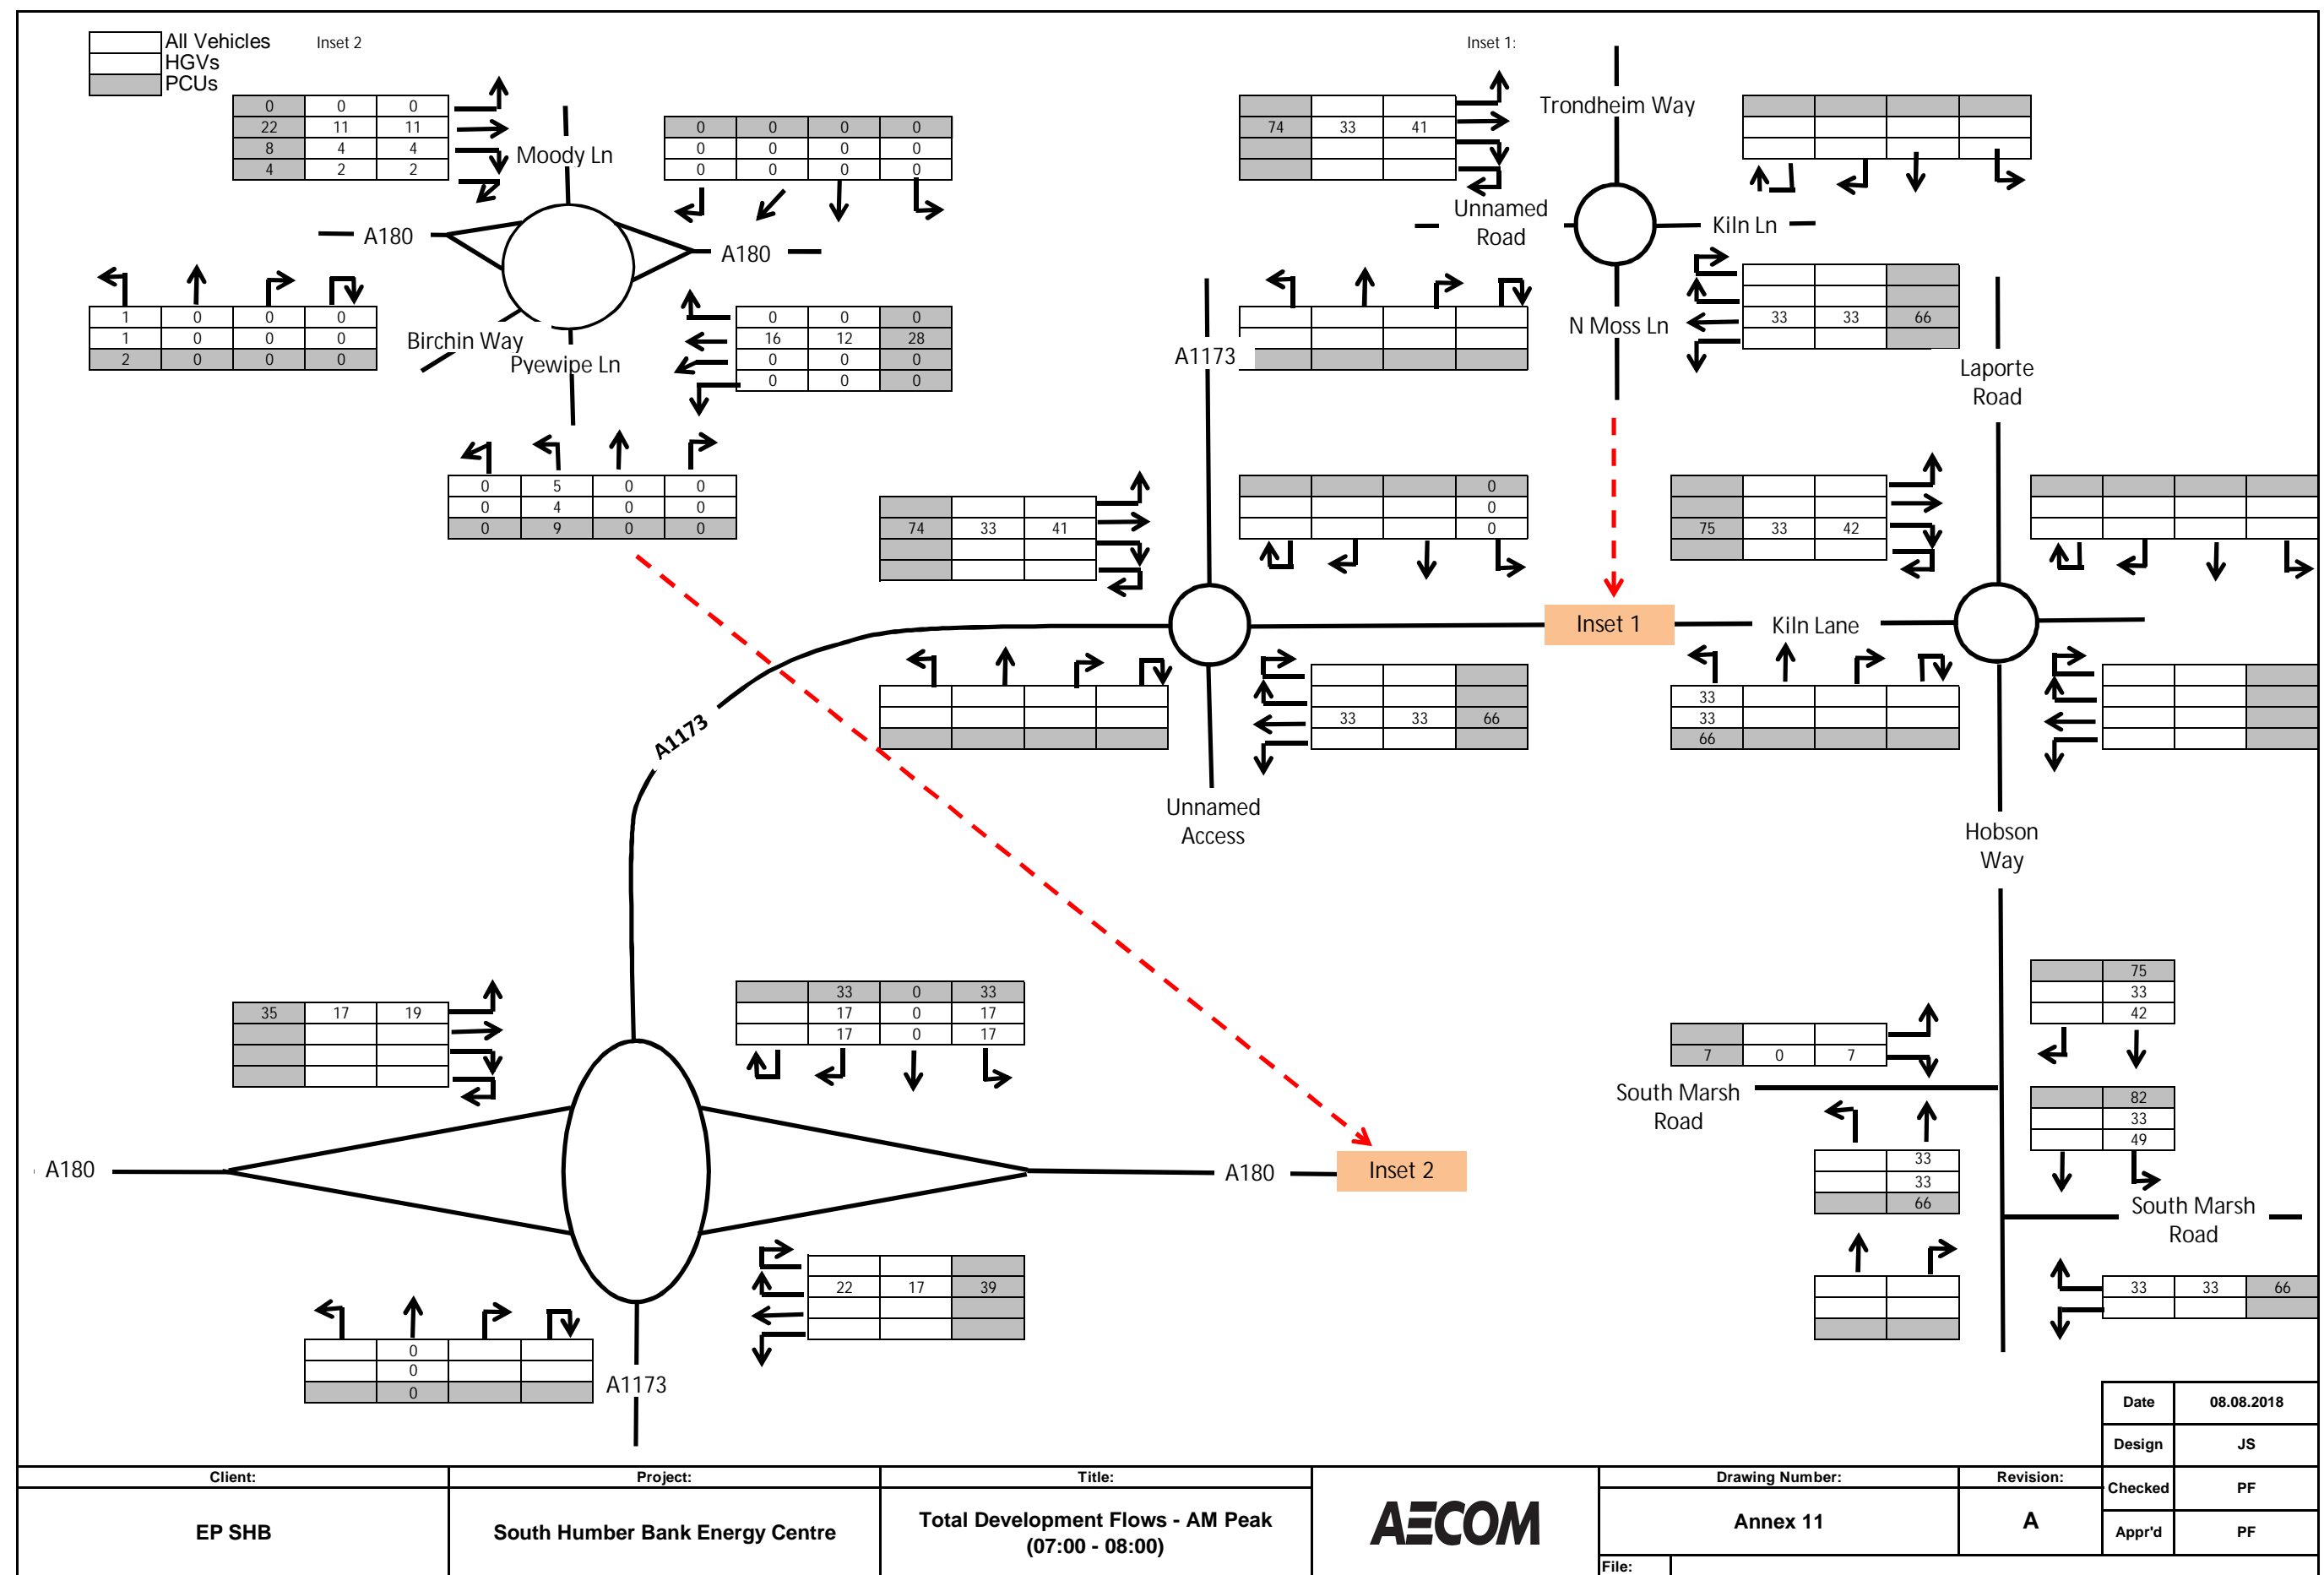 All Vehicles
HGVs
PCUs
Inset 2
0 0 0
22 11 11
8 4 4
4 2 2
Moody Ln
0 0 0 0
0 0 0 0
0 0 0 0
A180
A180
1 0 0 0
1 0 0 0
2 0 0 0
Birchin Way
Pyewipe Ln
0 0 0
16 12 28
0 0 0
0 0 0
0 5 0 0
0 4 0 0
0 9 0 0
Inset 1:
74 33 41
Trondheim Way
Unnamed
Road
Kiln Ln
N Moss Ln
33 33 66
A1173
Laporte
Road
74 33 41
0
0
0
75 33 42
Inset 1
Kiln Lane
33 33 66
33
33
66
A1173
Unnamed
Access
Hobson
Way
35 17 19
33 0 33
17 0 17
17 0 17
75
33
42
7 0 7
South Marsh
Road
82
33
49
33
33
66
South Marsh
Road
33 33 66
A180
A180
Inset 2
22 17 39
0
0
0
A1173
Date 08.08.2018
Design JS
Checked PF
Appr'd PF
Client:
EP SHB
Project:
South Humber Bank Energy Centre
Title:
Total Development Flows - AM Peak
(07:00 - 08:00)
AECOM
Drawing Number:
Annex 11
Revision:
A
File: